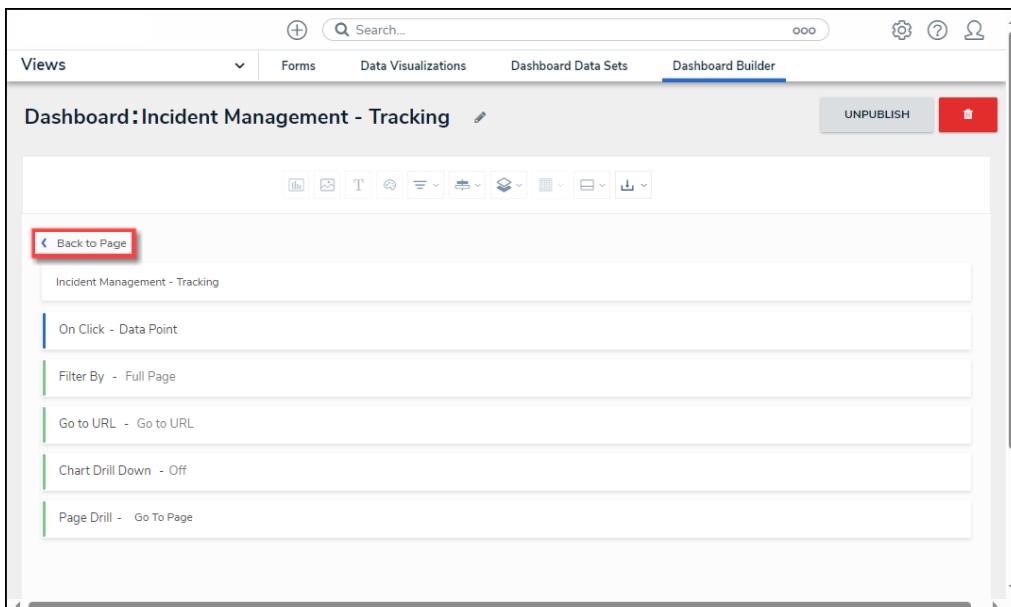 Search...
ooo
Views
Forms
Data Visualizations
Dashboard Data Sets
Dashboard Builder
Dashboard:Incident Management - Tracking
UNPUBLISH
T
Back to Page
Incident Management - Tracking
On Click - Data Point
Filter By - Full Page
Go to URL - Go to URL
Chart Drill Down - Off
Page Drill - Go To Page